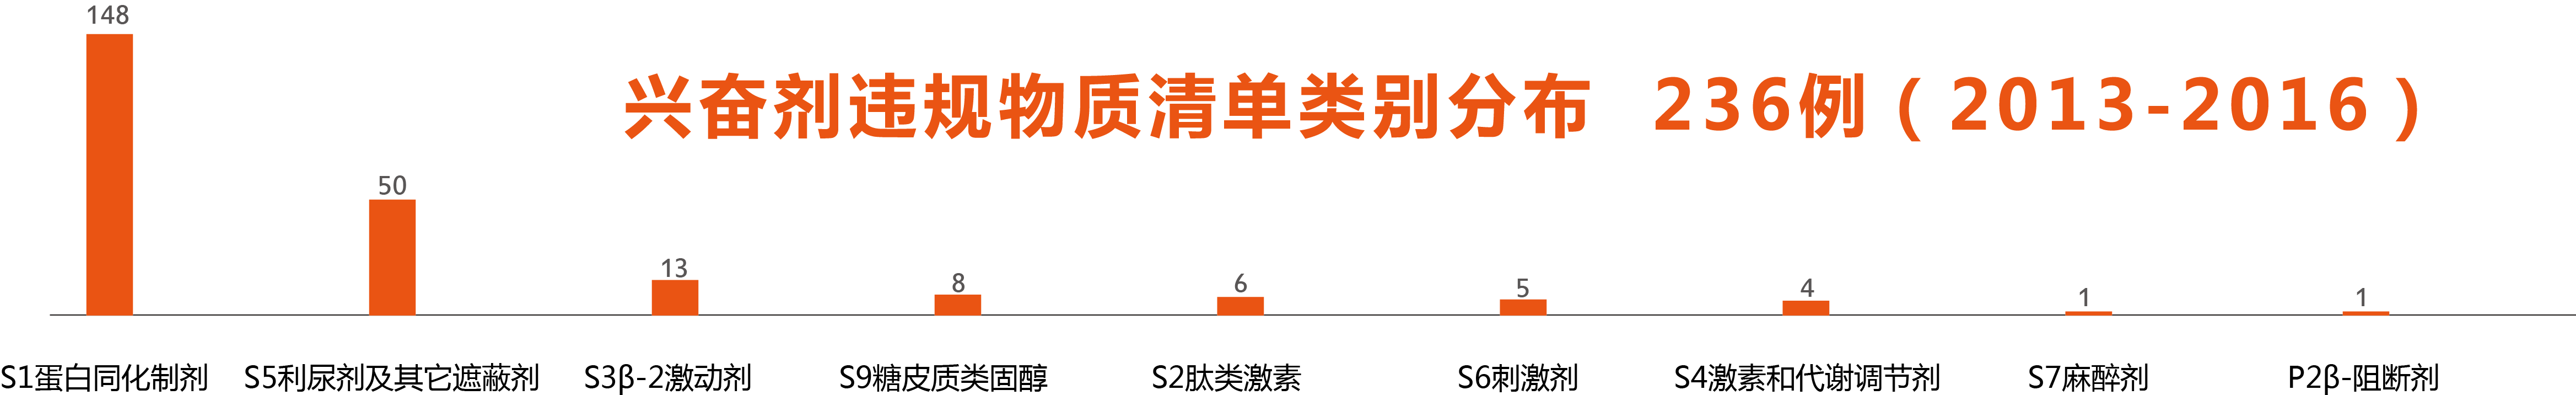 148
兴奋剂违规物质清单类别分布 236例（2013-2016）
50
13
8
6
5
4
1
1
S1蛋白同化制剂
S5利尿剂及其它遮蔽剂
S3β-2激动剂
S9糖皮质类固醇
S2肽类激素
S6刺激剂
S4激素和代谢调节剂
S7麻醉剂
P2β-阻断剂